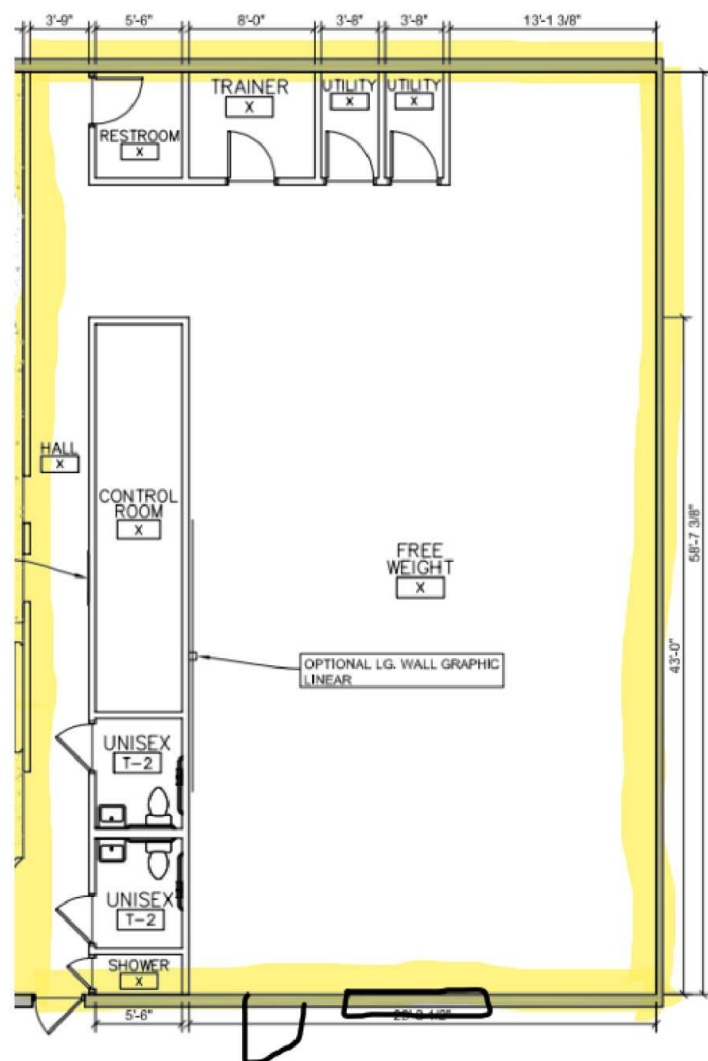 3'-9"
5'-6"
8'-0"
3'-8"
3'-8"
13'-1 3/8"
TRAINER
X
UTILITY
X
UTILITY
X
RESTROOM
X
HALL
X
CONTROL
ROOM
X
FREE
WEIGHT
X
58'-7 3/8"
43'-0"
OPTIONAL LG. WALL GRAPHIC
LINEAR
UNISEX
T-2
UNISEX
T-2
SHOWER
X
5'-6"